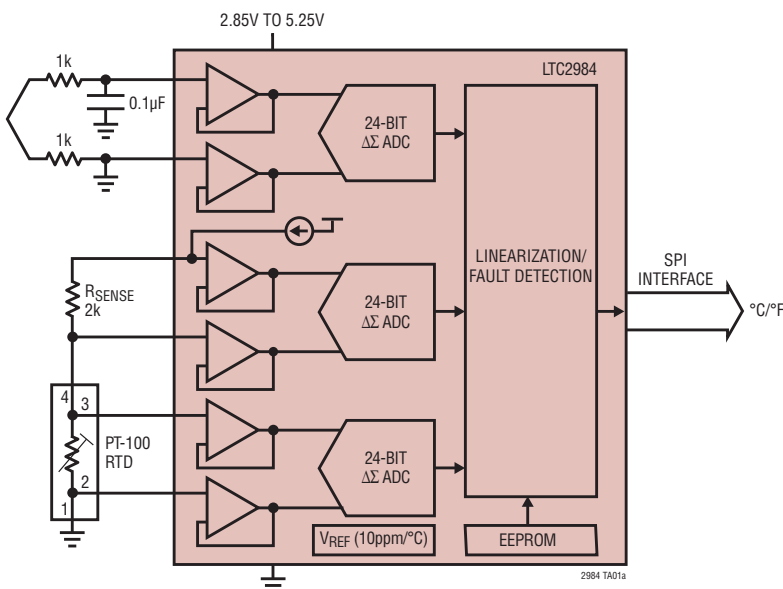 2.85V TO 5.25V
1k
0.1µF
1k
LTC2984
24-BIT
ΔΣ ADC
LINEARIZATION/
FAULT DETECTION
SPI
INTERFACE
°C/°F
RSENSE
2k
24-BIT
ΔΣ ADC
4
3
PT-100
RTD
2
1
24-BIT
ΔΣ ADC
VREF (10ppm/°C)
EEPROM
2984 TA01a